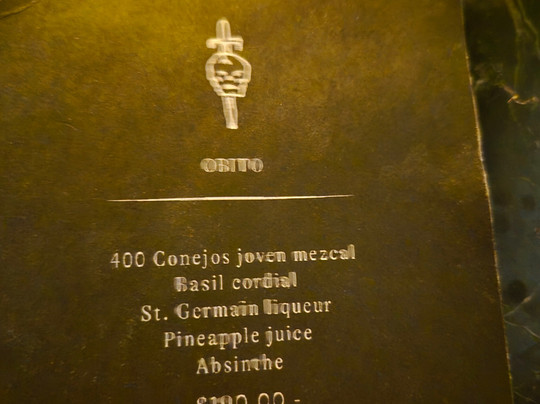 OBITO
400 Conejos joven mezcal
Basil cordial
St. Germain liqueur
Pineapple juice
Absinthe